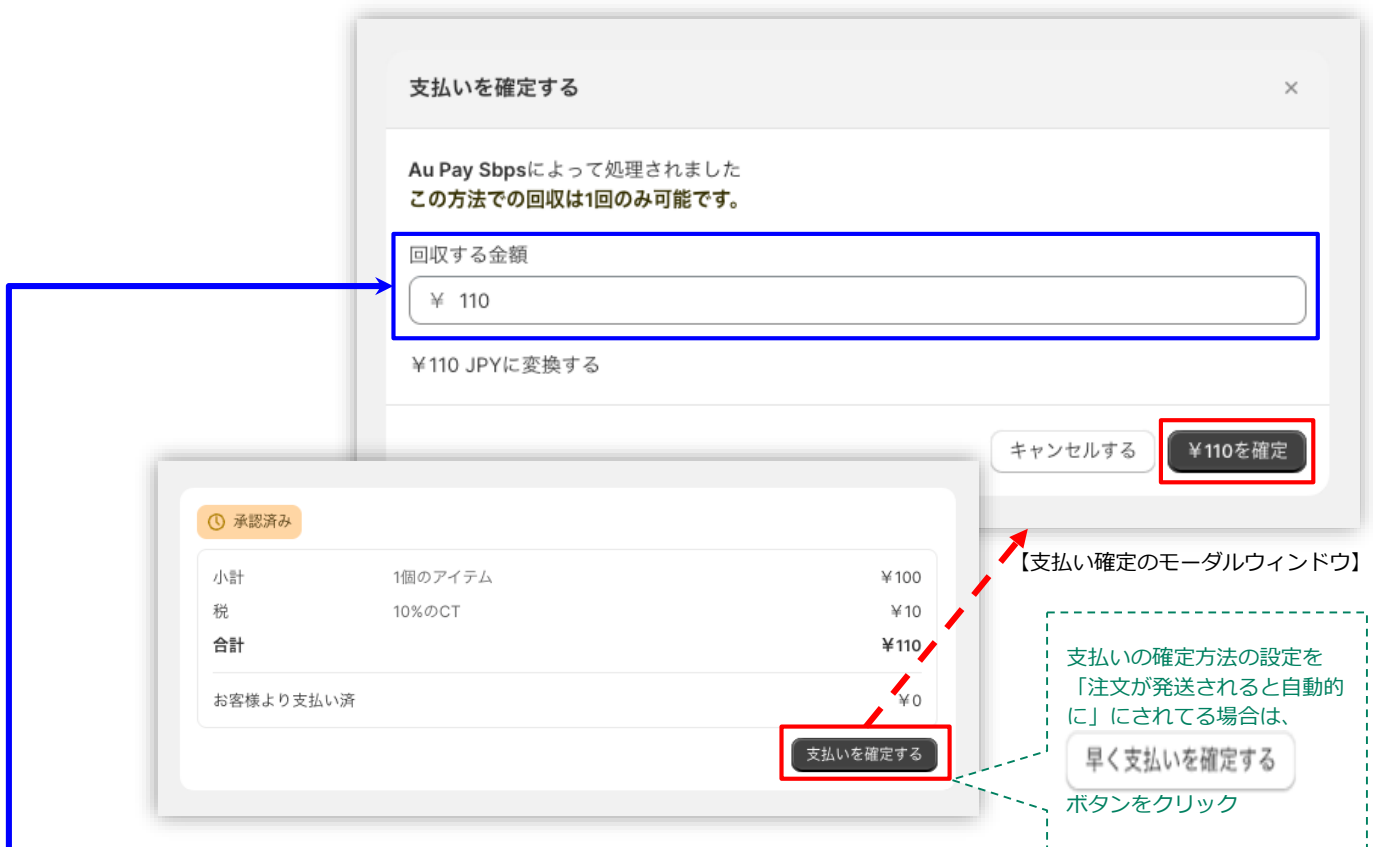 支払いを確定する
×
Au Pay Sbpsによって処理されました
この方法での回収は1回のみ可能です。
回収する金額
¥ 110
¥110 JPYに変換する
キャンセルする
¥110を確定
承認済み
小計 1個のアイテム ¥100
税 10%のCT ¥10
合計 ¥110
お客様より支払い済 ¥0
支払いを確定する
【支払い確定のモーダルウィンドウ】
支払いの確定方法の設定を
「注文が発送されると自動的
に」にされてる場合は、
早く支払いを確定する
ボタンをクリック